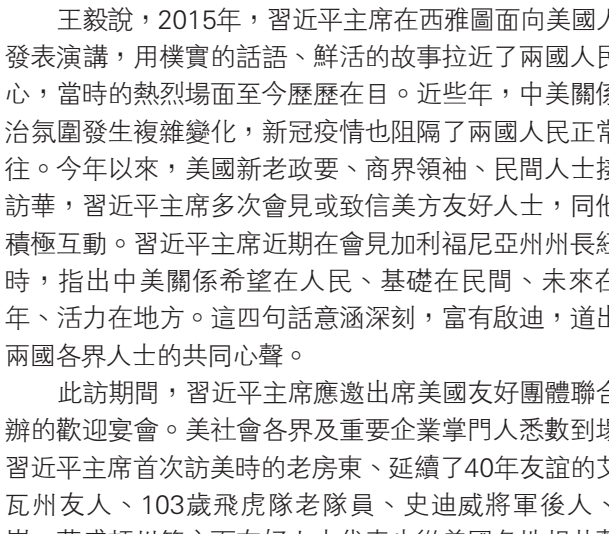 王毅說，2015年，習近平主席在西雅圖面向美國人
發表演講，用樸實的話語、鮮活的故事拉近了兩國人民
心，當時的熱烈場面至今歷歷在目。近些年，中美關係
治氛圍發生複雜變化，新冠疫情也阻隔了兩國人民正常
往。今年以來，美國新老政要、商界領袖、民間人士接
訪華，習近平主席多次會見或致信美方友好人士，同他
積極互動。習近平主席近期在會見加利福尼亞州州長紐
時，指出中美關係希望在人民、基礎在民間、未來在
年、活力在地方。這四句話意涵深刻，富有啟迪，道出
兩國各界人士的共同心聲。
此訪期間，習近平主席應邀出席美國友好團體聯合
辦的歡迎宴會。美社會各界及重要企業掌門人悉數到場
習近平主席首次訪美時的老房東、延續了40年友誼的艾
瓦州友人、103歲飛虎隊老隊員、史迪威將軍後人、